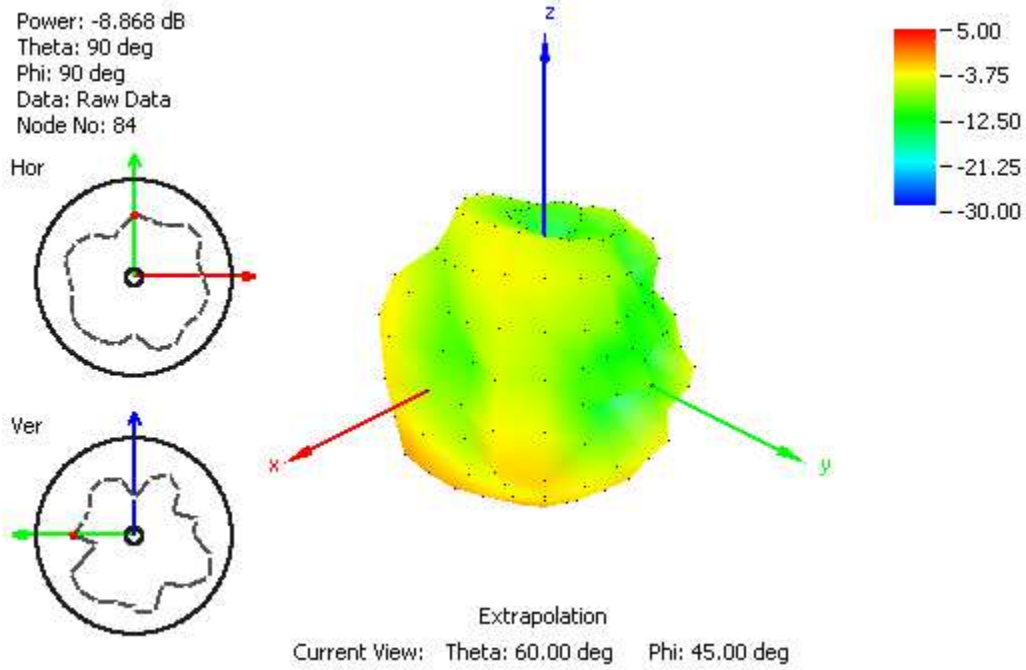 Power: -8.868 dB
Theta: 90 deg
Phi: 90 deg
Data: Raw Data
Node No: 84
Hor
Ver
z
x
y
5.00
-3.75
-12.50
-21.25
-30.00
Extrapolation
Current View: Theta: 60.00 deg Phi: 45.00 deg